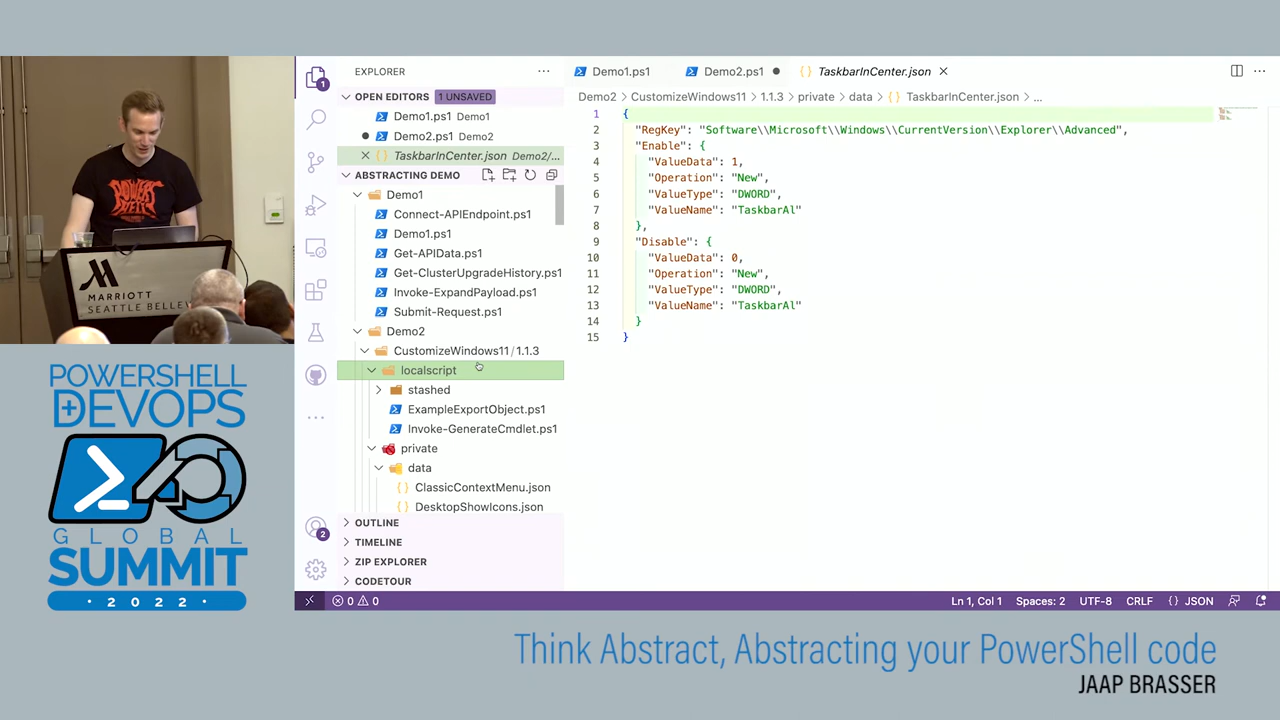 EXPLORER
···
OPEN EDITORS 1 UNSAVED
Demo1.ps1 Demo1
Demo2.ps1 Demo2
TaskbarInCenter.json Demo2/...
ABSTRACTING DEMO
Demo1
Connect-APIEndpoint.ps1
Demo1.ps1
Get-APIData.ps1
Get-ClusterUpgradeHistory.ps1
Invoke-ExpandPayload.ps1
Submit-Request.ps1
Demo2
CustomizeWindows11 / 1.1.3
localscript
stashed
ExampleExportObject.ps1
Invoke-GenerateCmdlet.ps1
private
data
ClassicContextMenu.json
DesktopShowIcons.json
OUTLINE
TIMELINE
ZIP EXPLORER
CODETOUR
1
2
Demo1.ps1
Demo2.ps1
TaskbarInCenter.json
Demo2 > CustomizeWindows11 > 1.1.3 > private > data > {} TaskbarInCenter.json > ...
1 {
2 "RegKey": "Software\\Microsoft\\Windows\\CurrentVersion\\Explorer\\Advanced",
3 "Enable": {
4 "ValueData": 1,
5 "Operation": "New",
6 "ValueType": "DWORD",
7 "ValueName": "TaskbarAl"
8 },
9 "Disable": {
10 "ValueData": 0,
11 "Operation": "New",
12 "ValueType": "DWORD",
13 "ValueName": "TaskbarAl"
14 }
15 }
0 0
Ln 1, Col 1 Spaces: 2 UTF-8 CRLF {} JSON
MARRIOTT
SEATTLE BELLEV
POWERSHELL
+DEVOPS
GLOBAL
SUMMIT
· 2022 ·
Think Abstract, Abstracting your PowerShell code
JAAP BRASSER